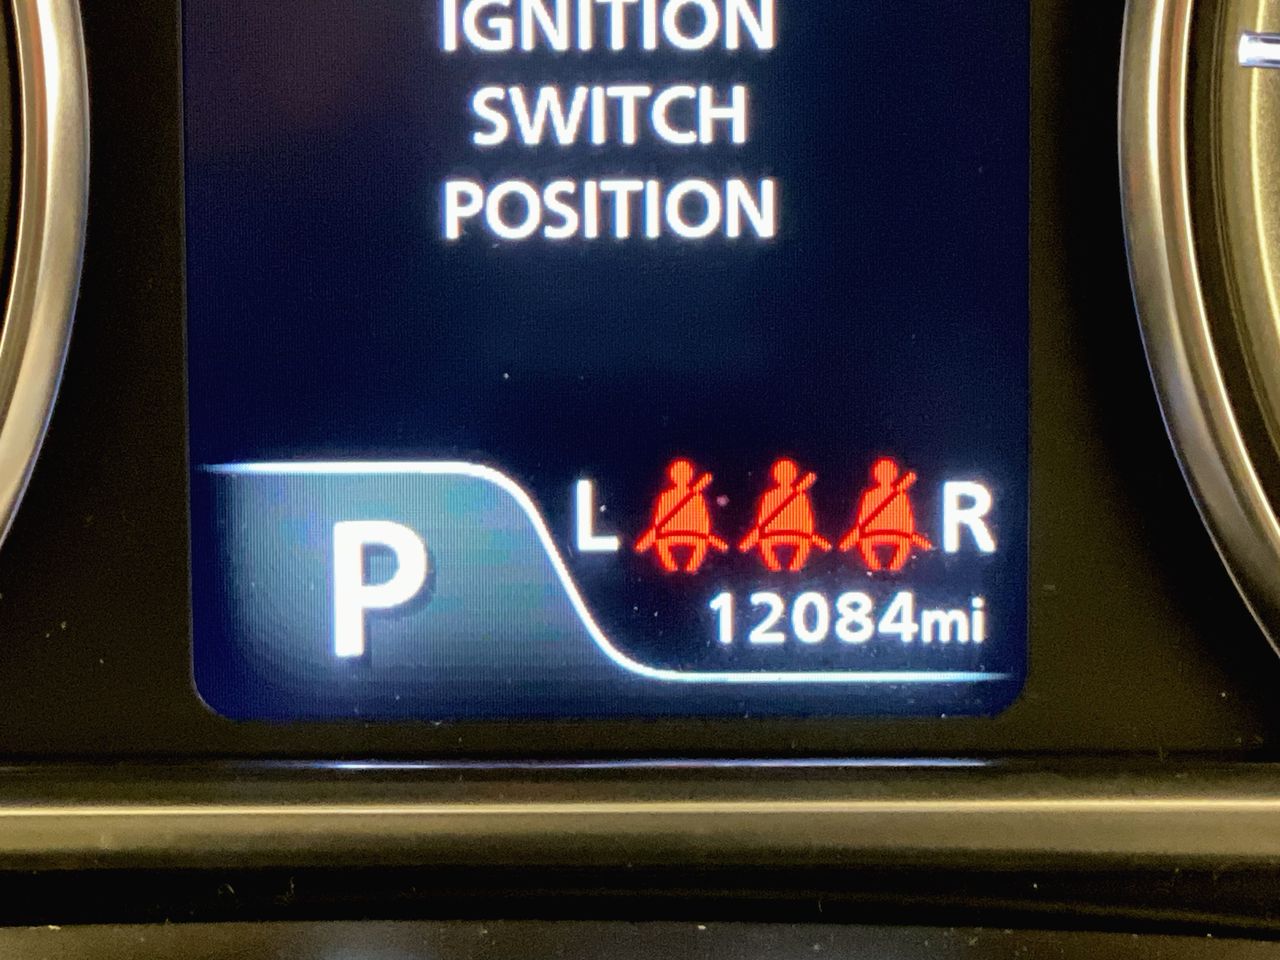 IGNITION
SWITCH
POSITION
L R
P
12084mi